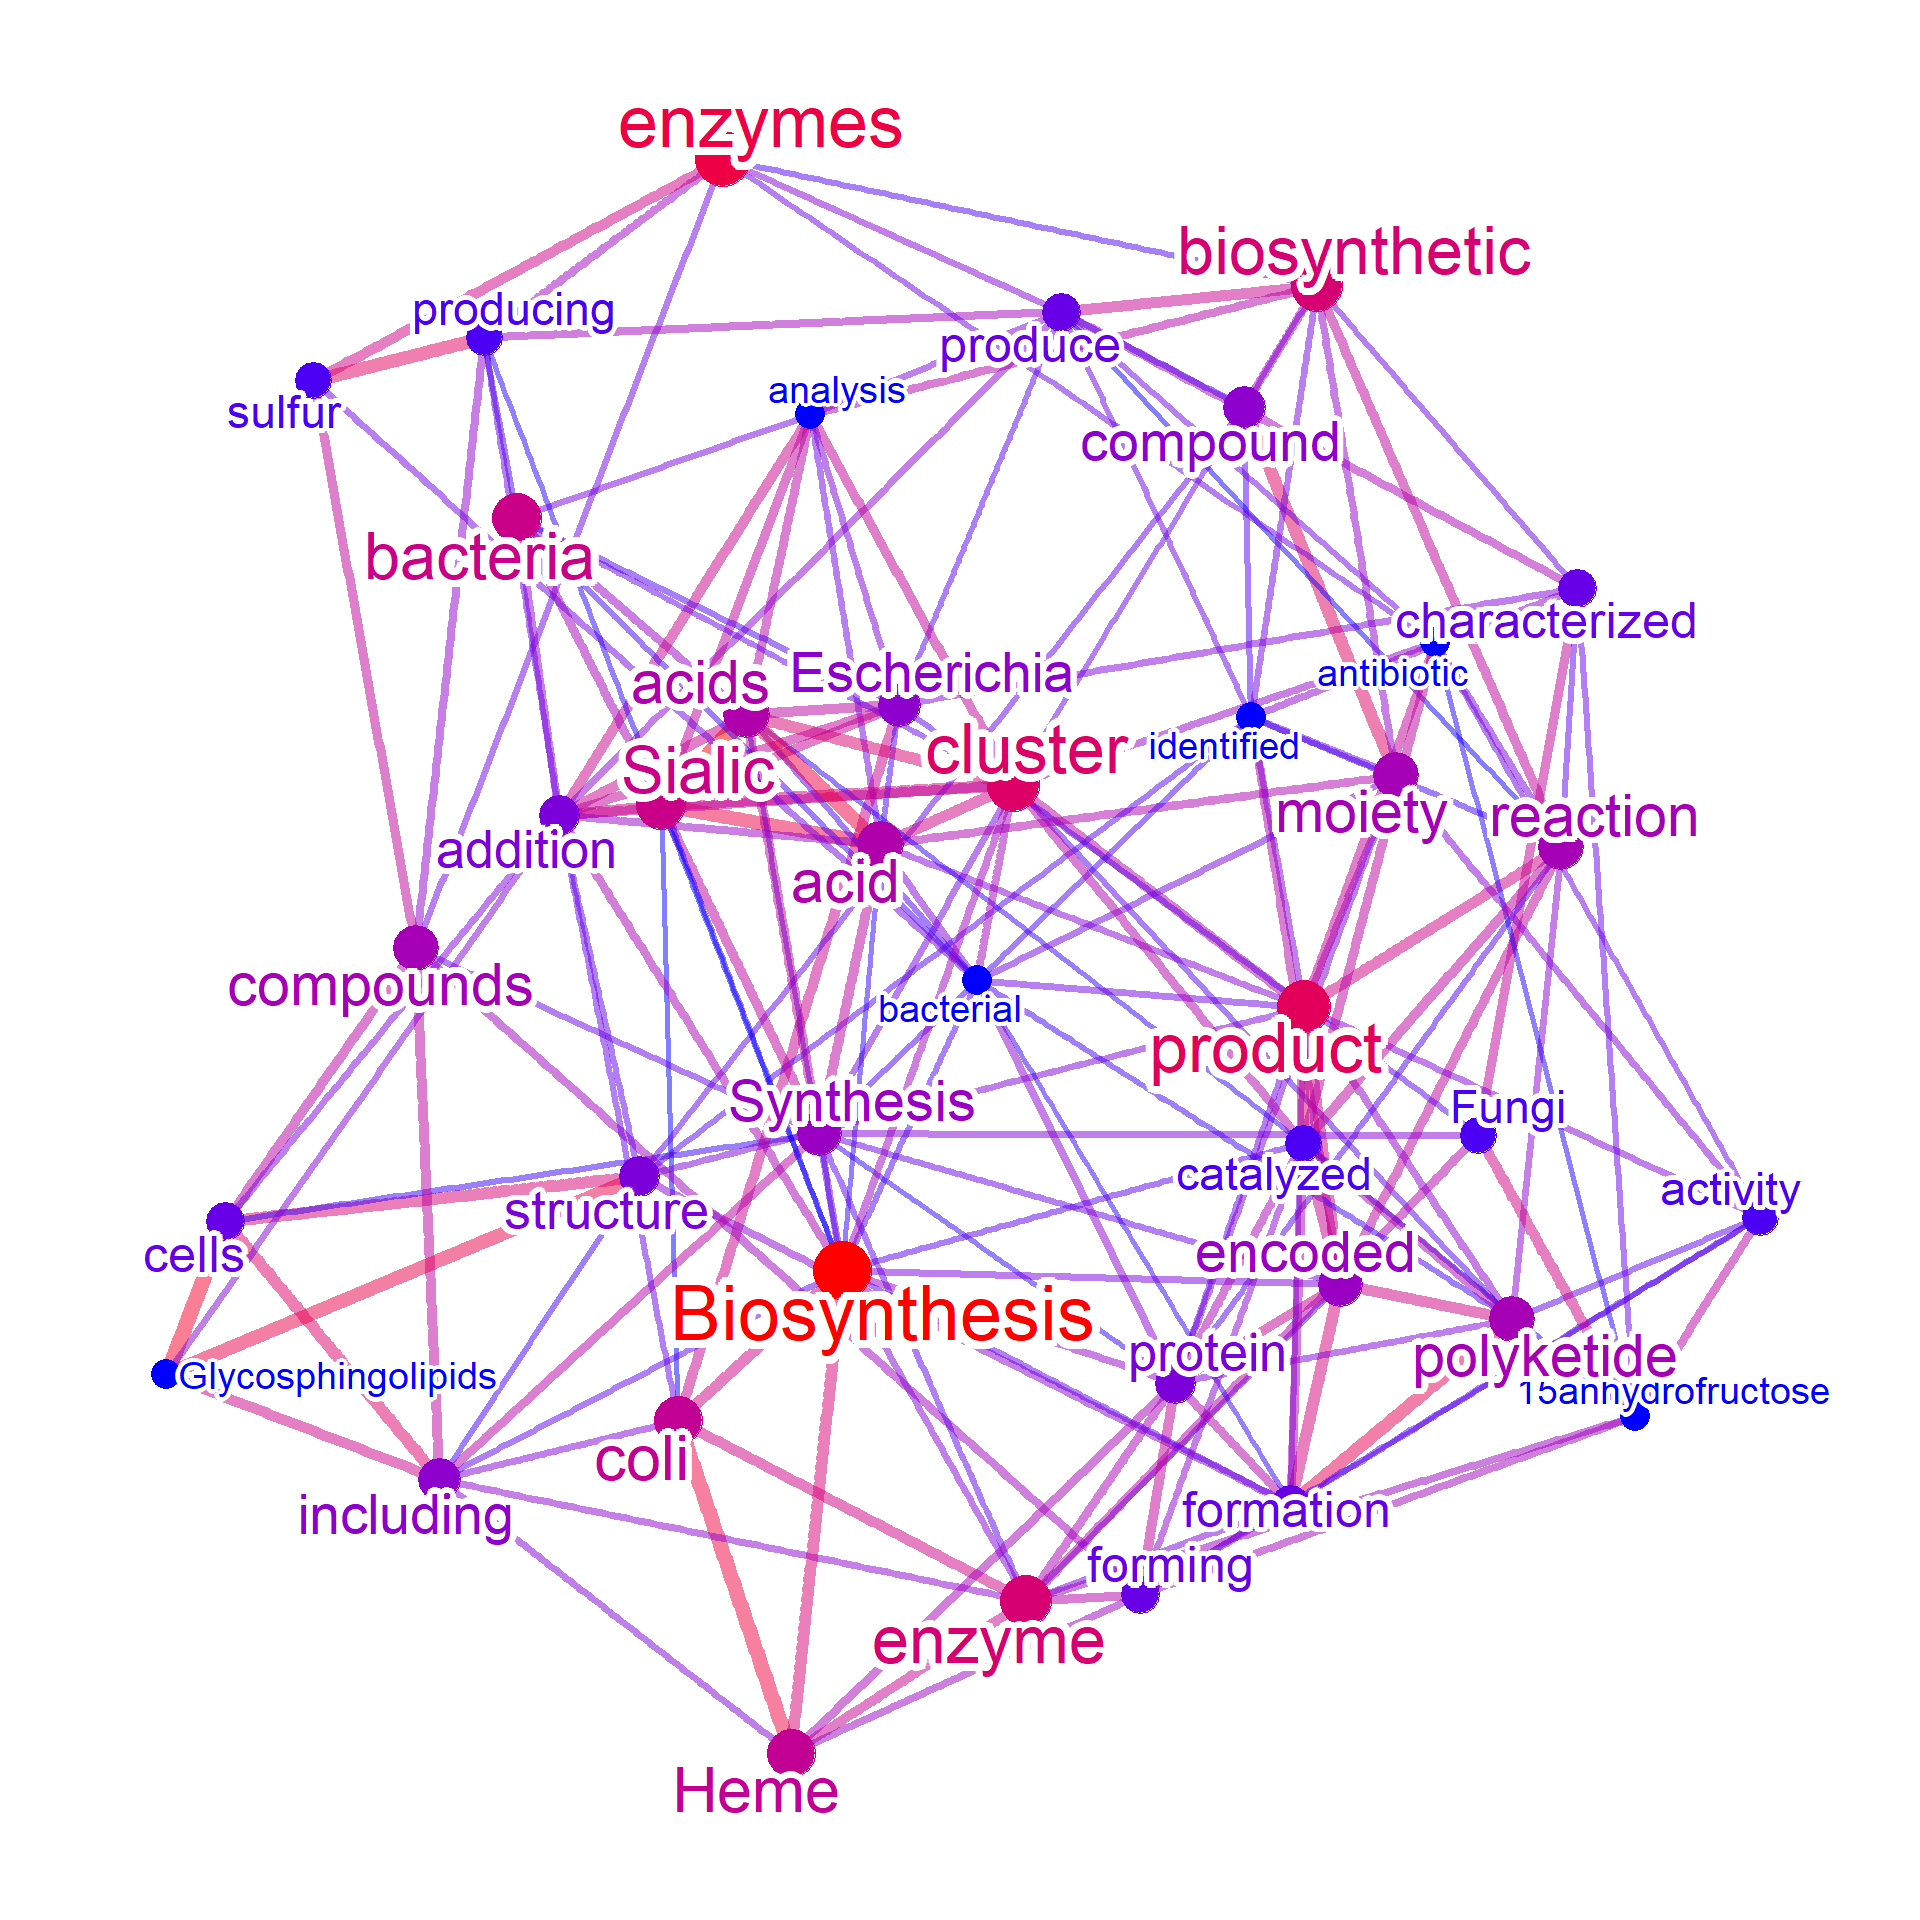 enzymes
biosynthetic
producing
produce
analysis
sulfur
compound
bacteria
characterized
antibiotic
acids
Escherichia
identified
cluster
Sialic
moiety
reaction
addition
acid
compounds
bacterial
product
Synthesis
Fungi
catalyzed
activity
structure
cells
encoded
Biosynthesis
protein
polyketide
Glycosphingolipids
15anhydrofructose
coli
including
formation
forming
enzyme
Heme